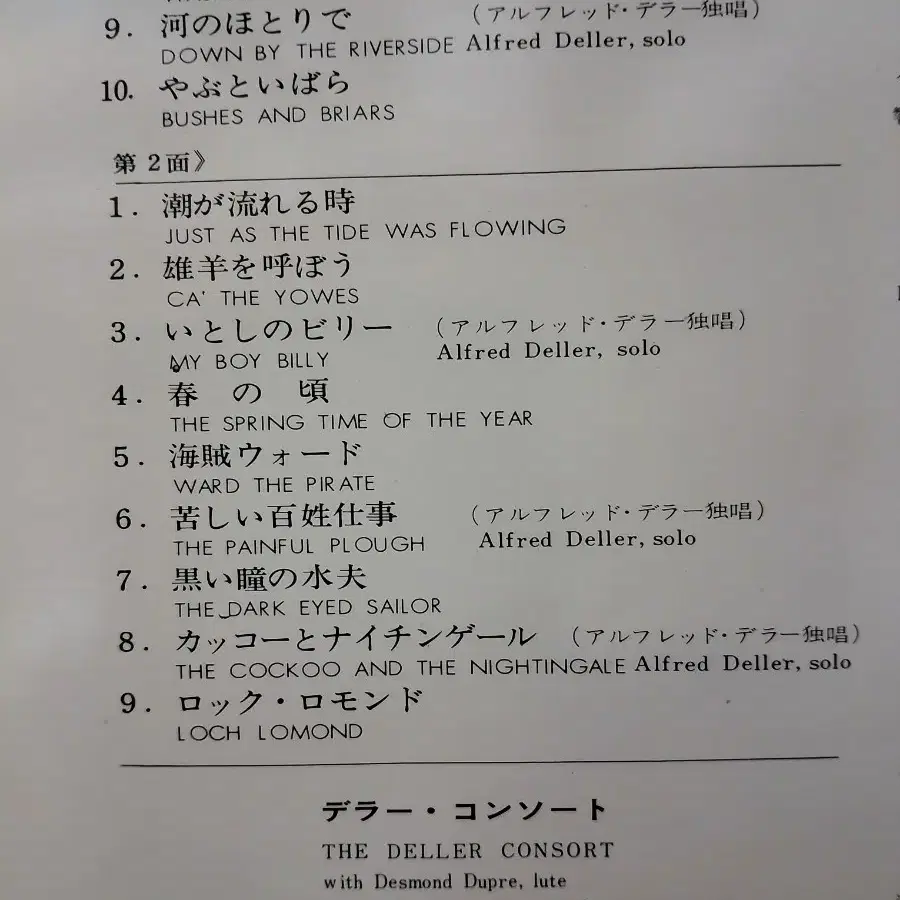 9. 河のほとりで (アルフレッド・デラー独唱)
DOWN BY THE RIVERSIDE Alfred Deller, solo
10. やぶといばら
BUSHES AND BRIARS
第2面》
1. 潮が流れる時
JUST AS THE TIDE WAS FLOWING
2. 雄羊を呼ぼう
CA' THE YOWES
3. いとしのビリー (アルフレッド・デラー独唱)
MY BOY BILLY Alfred Deller, solo
4. 春の頃
THE SPRING TIME OF THE YEAR
5. 海賊ウォード
WARD THE PIRATE
6. 苦しい百姓仕事 (アルフレッド・デラー独唱)
THE PAINFUL PLOUGH Alfred Deller, solo
7. 黒い瞳の水夫
THE DARK EYED SAILOR
8. カッコーとナイチンゲール (アルフレッド・デラー独唱)
THE COCKOO AND THE NIGHTINGALE Alfred Deller, solo
9. ロック・ロモンド
LOCH LOMOND
デラー・コンソート
THE DELLER CONSORT
with Desmond Dupre, lute